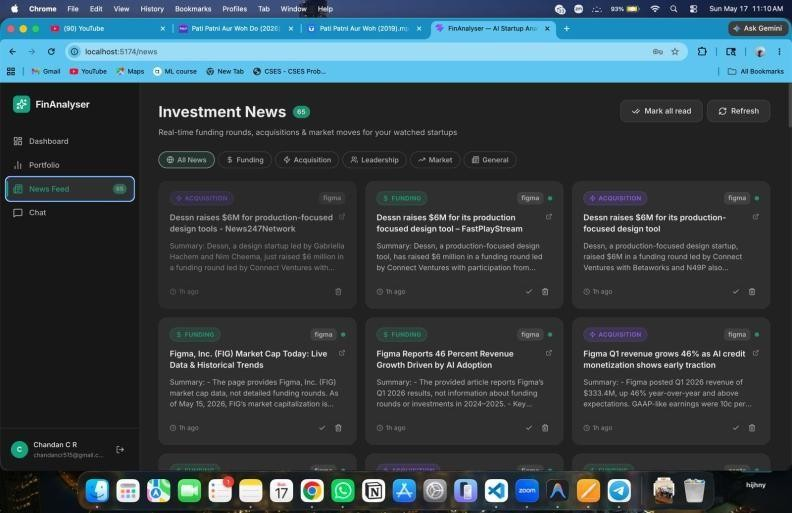 Chrome File Edit View History Bookmarks Profiles Tab Window Help 93% Sun May 17 11:10 AM
(90) YouTube Pati Patni Aur Woh Do (2026 Pati Patni Aur Woh (2019).m FinAnalyser — AI Startup Ana Ask Gemini
localhost:5174/news
Gmail YouTube Maps ML course New Tab CSES - CSES Prob... All Bookmarks
FinAnalyser
Dashboard
Portfolio
News Feed 65
Chat
Chandan C R
chandancr515@gmail.c...
Investment News 65
Mark all read Refresh
Real-time funding rounds, acquisitions & market moves for your watched startups
All News Funding Acquisition Leadership Market General
ACQUISITION figma
Dessn raises $6M for production-focused
design tools - News247Network
Summary: Dessn, a design startup led by Gabriella
Hachem and Nim Cheema, just raised $6 million in
a funding round led by Connect Ventures with...
1h ago
FUNDING figma
Dessn raises $6M for its production
focused design tool – FastPlayStream
Summary: Dessn, a production-focused design
tool, has raised $6 million in a funding round led
by Connect Ventures with participation from...
1h ago
ACQUISITION figma
Dessn raises $6M for its production-
focused design tool
Dessn, a production-focused design startup,
raised $6M in a funding round led by Connect
Ventures with Betaworks and N49P also...
1h ago
FUNDING figma
Figma, Inc. (FIG) Market Cap Today: Live
Data & Historical Trends
Summary: - The page provides Figma, Inc. (FIG)
market cap data, not detailed funding rounds. As
of May 15, 2026, FIG's market capitalization is...
1h ago
FUNDING figma
Figma Reports 46 Percent Revenue
Growth Driven by AI Adoption
Summary: - The provided article reports Figma's
Q1 2026 results, not information about funding
rounds or investments in 2024–2025. - Key...
1h ago
ACQUISITION figma
Figma Q1 revenue grows 46% as AI credit
monetization shows early traction
Summary: - Figma posted Q1 2026 revenue of
$333.4M, up 46% year-over-year and above
expectations. GAAP-like earnings were 10c per...
1h ago
1
17
zoom
hijhny